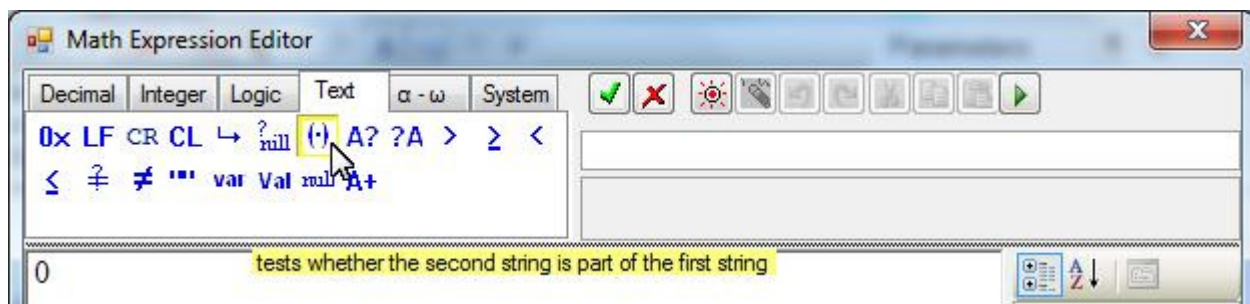 Math Expression Editor
Decimal Integer Logic Text α - ω System
0x LF CR CL ↵ ?null (·) A? ?A > ≥ <
≤ ≟ ≠ "" var Val null A+
tests whether the second string is part of the first string
0
A
Z